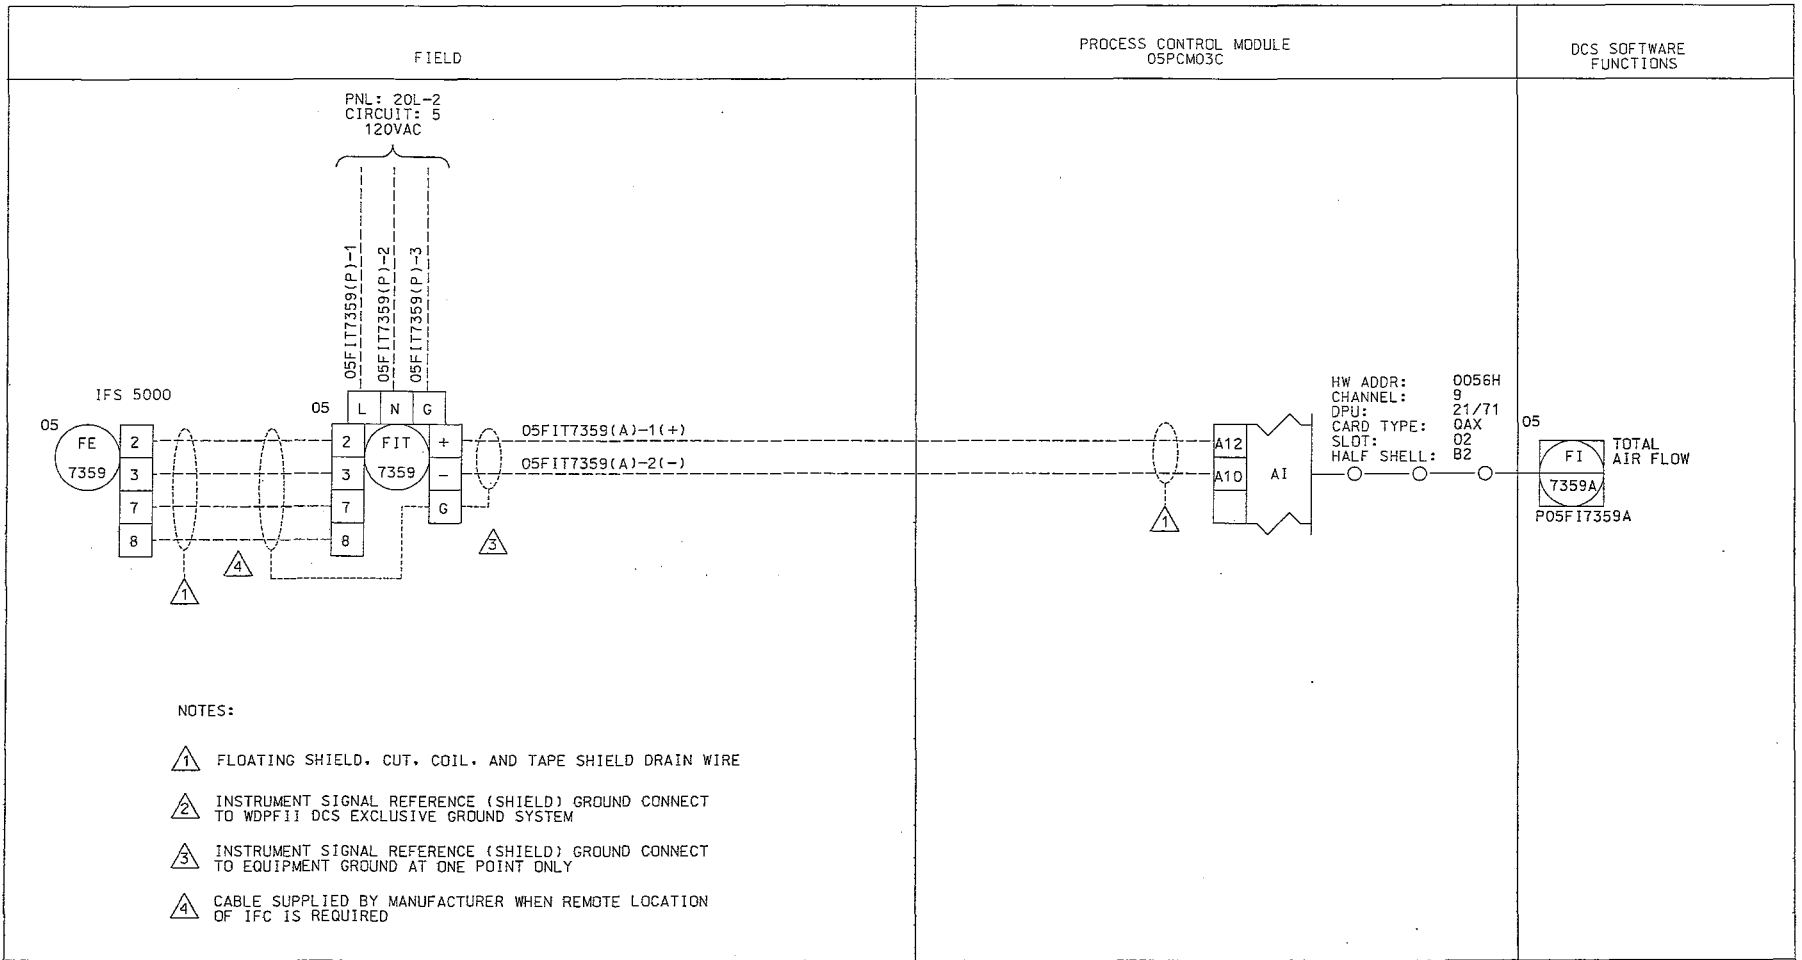 FIELD
PROCESS CONTROL MODULE
05PCM03C
DCS SOFTWARE
FUNCTIONS
PNL: 20L-2
CIRCUIT: 5
120VAC
05FIT7359(P)-1
05FIT7359(P)-2
05FIT7359(P)-3
IFS 5000
05
FE
7359
2
3
7
8
05
L N G
2
3
7
8
FIT
7359
+
-
G
05FIT7359(A)-1(+)
05FIT7359(A)-2(-)
1
4
3
1
A12
A10
AI
HW ADDR: 0056H
CHANNEL: 9
DPU: 21/71
CARD TYPE: QAX
SLOT: 02
HALF SHELL: B2
05
FI
7359A
TOTAL
AIR FLOW
P05FI7359A
NOTES:
1 FLOATING SHIELD, CUT, COIL, AND TAPE SHIELD DRAIN WIRE
2 INSTRUMENT SIGNAL REFERENCE (SHIELD) GROUND CONNECT
TO WDPFII DCS EXCLUSIVE GROUND SYSTEM
3 INSTRUMENT SIGNAL REFERENCE (SHIELD) GROUND CONNECT
TO EQUIPMENT GROUND AT ONE POINT ONLY
4 CABLE SUPPLIED BY MANUFACTURER WHEN REMOTE LOCATION
OF IFC IS REQUIRED